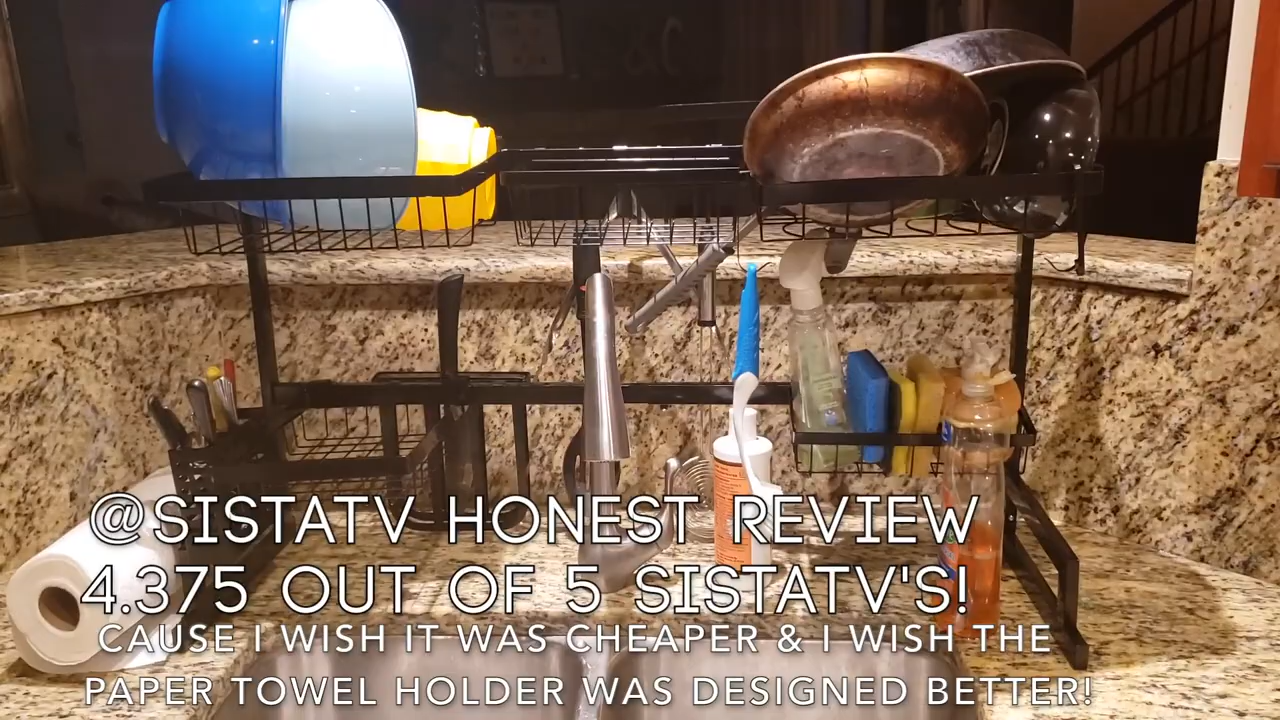 @SISTATV HONEST REVIEW
4.375 OUT OF 5 SISTATV'S!
CAUSE I WISH IT WAS CHEAPER & I WISH THE
PAPER TOWEL HOLDER WAS DESIGNED BETTER!